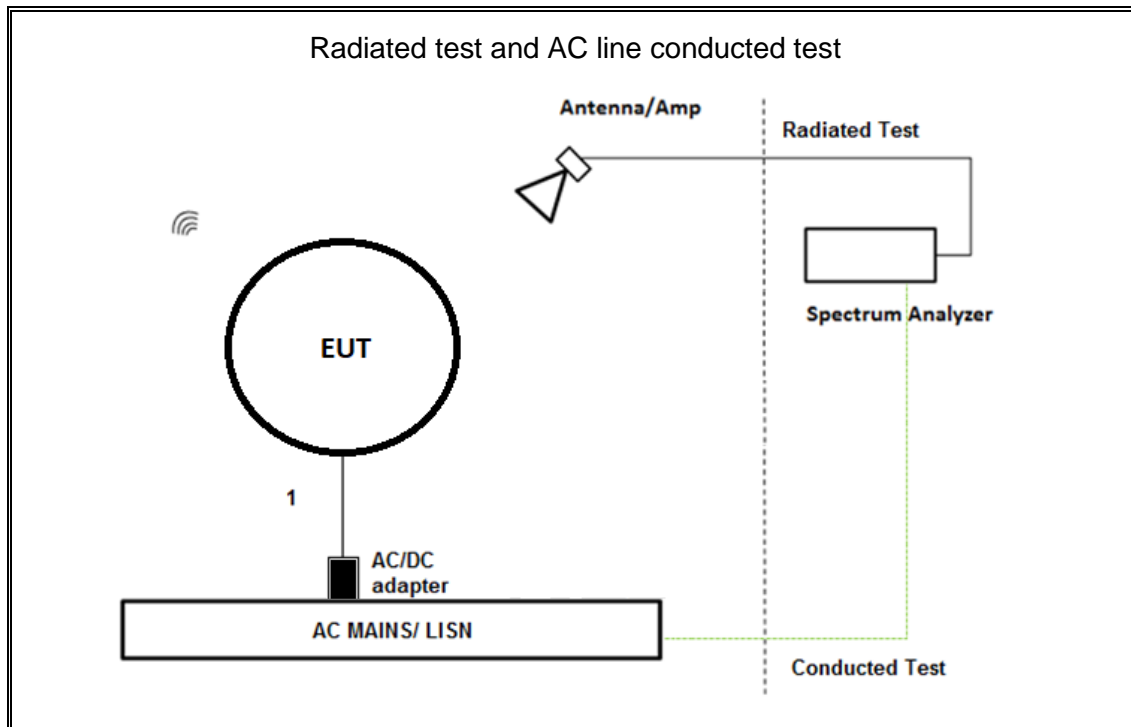 Radiated test and AC line conducted test
Antenna/Amp
Radiated Test
Spectrum Analyzer
EUT
1
AC/DC
adapter
AC MAINS/ LISN
Conducted Test